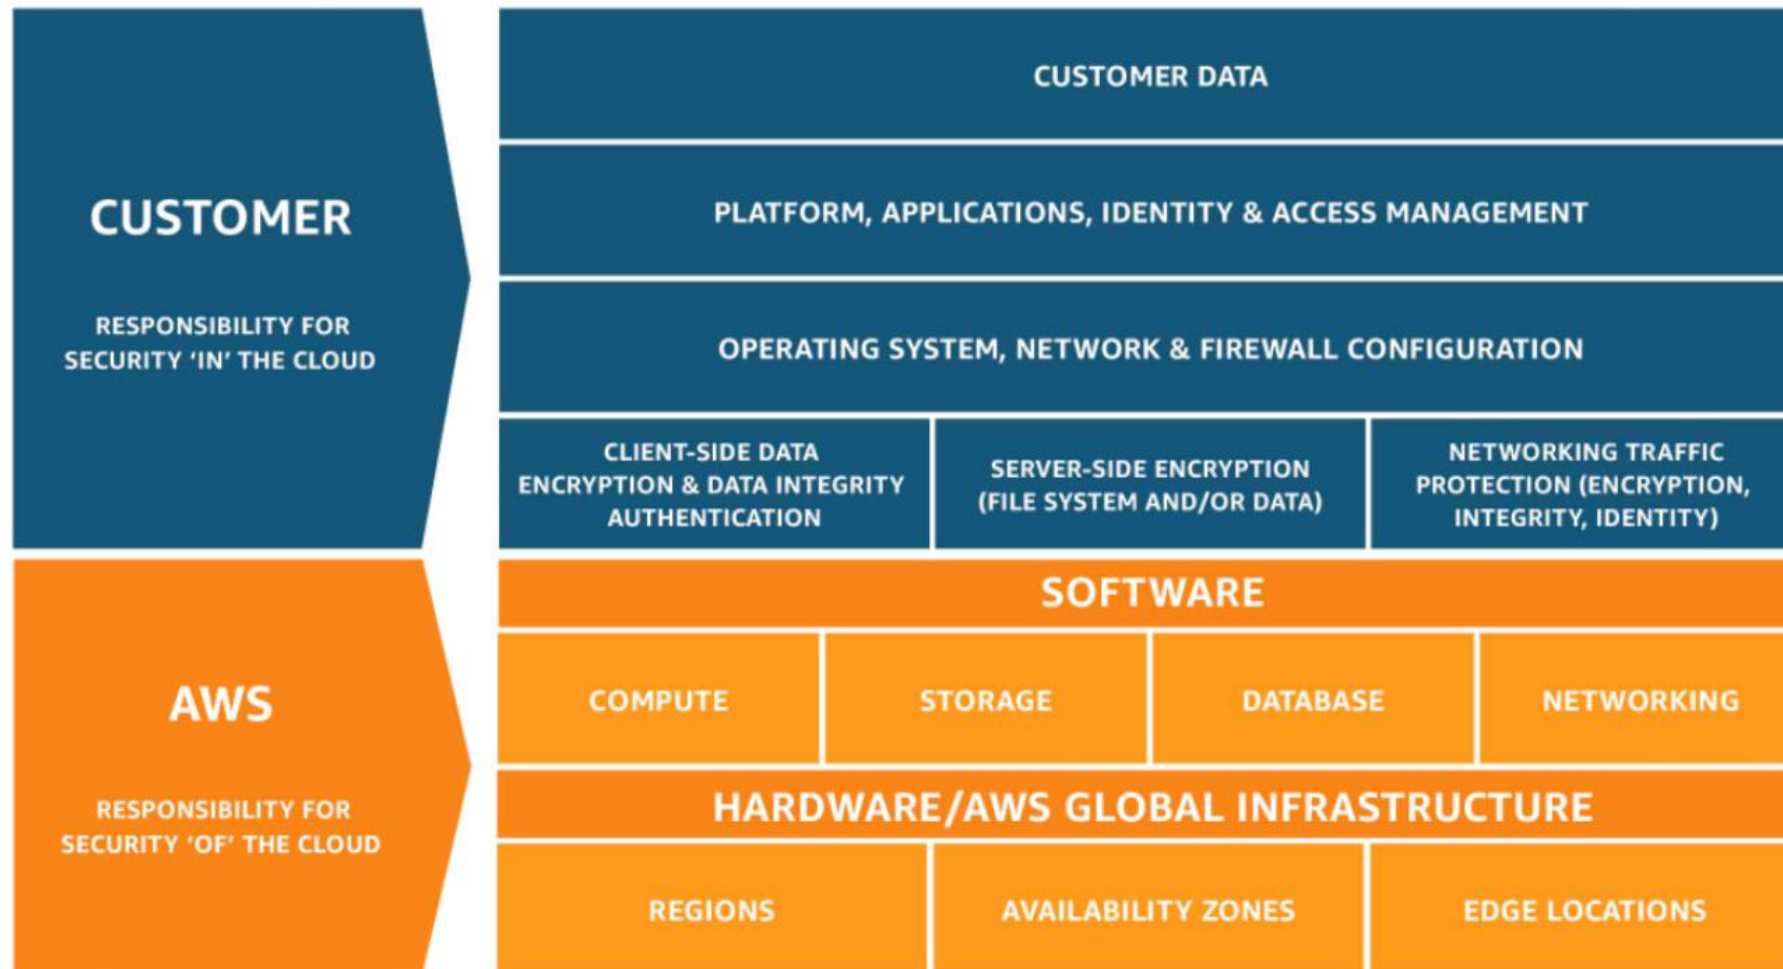 CUSTOMER
RESPONSIBILITY FOR
SECURITY ‘IN’ THE CLOUD
CUSTOMER DATA
PLATFORM, APPLICATIONS, IDENTITY & ACCESS MANAGEMENT
OPERATING SYSTEM, NETWORK & FIREWALL CONFIGURATION
CLIENT-SIDE DATA
ENCRYPTION & DATA INTEGRITY
AUTHENTICATION
SERVER-SIDE ENCRYPTION
(FILE SYSTEM AND/OR DATA)
NETWORKING TRAFFIC
PROTECTION (ENCRYPTION,
INTEGRITY, IDENTITY)
AWS
RESPONSIBILITY FOR
SECURITY ‘OF’ THE CLOUD
SOFTWARE
COMPUTE
STORAGE
DATABASE
NETWORKING
HARDWARE/AWS GLOBAL INFRASTRUCTURE
REGIONS
AVAILABILITY ZONES
EDGE LOCATIONS